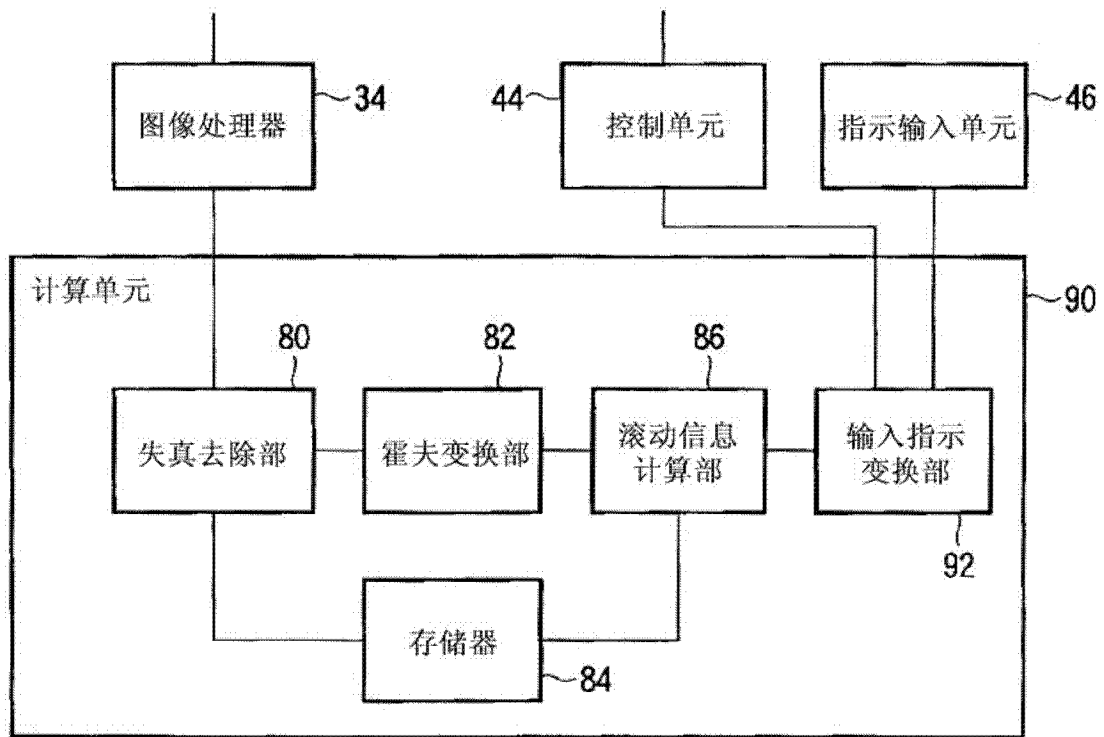 图像处理器
34
44
控制单元
指示输入单元
46
计算单元
90
80
82
86
失真去除部
霍夫变换部
滚动信息
计算部
输入指示
变换部
92
存储器
84